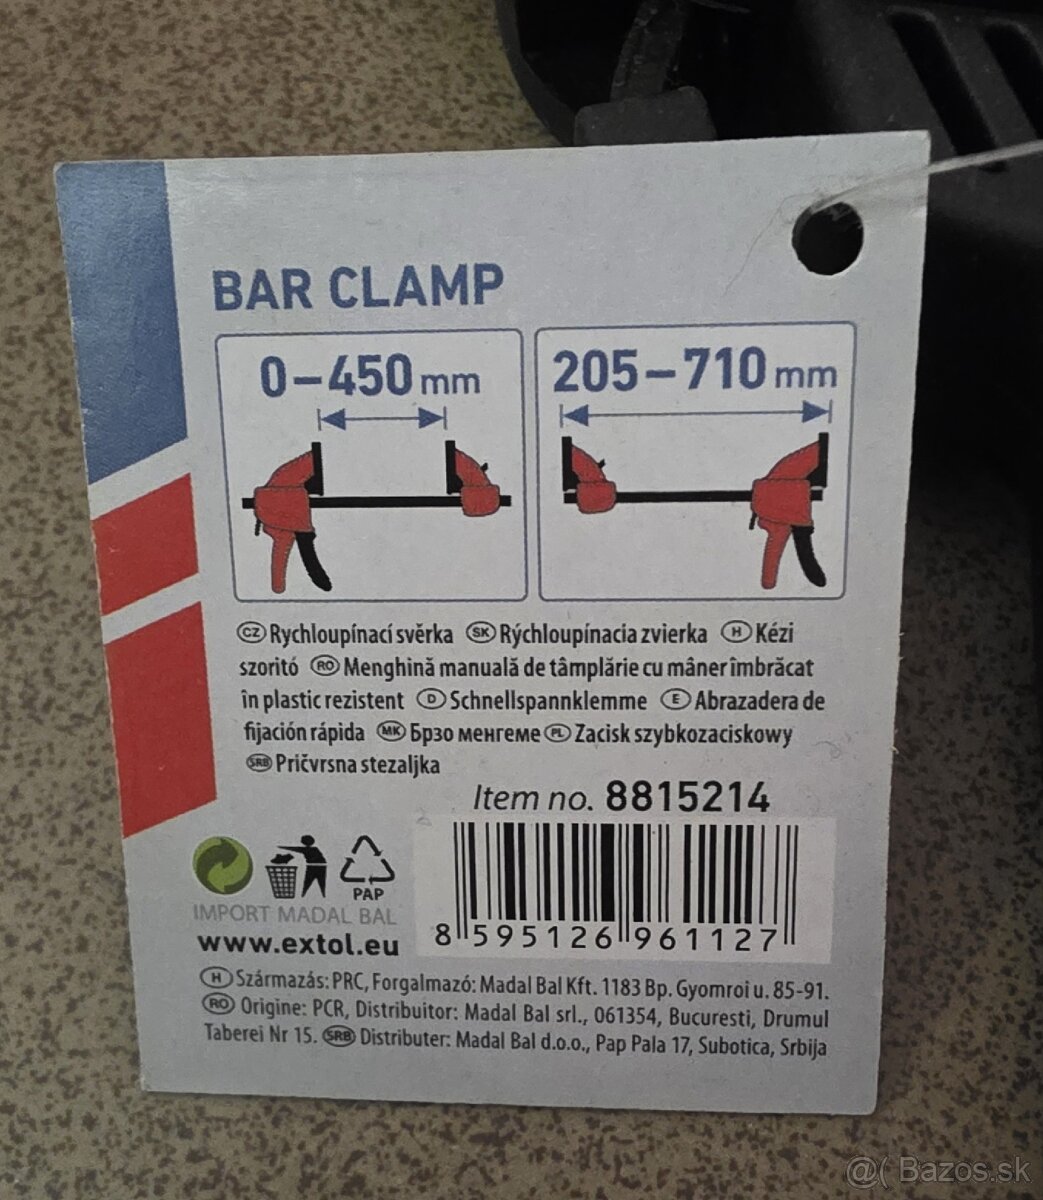 BAR CLAMP
0–450 mm
205–710 mm
CZ Rychloupínací svěrka SK Rýchloupínacia zvierka H Kézi
szorító RO Menghină manuală de tâmplărie cu mâner îmbrăcat
în plastic rezistent D Schnellspannklemme E Abrazadera de
fijación rápida MK Брзо менгеме PL Zacisk szybkozaciskowy
SRB Pričvrsna stezaljka
Item no. 8815214
PAP
IMPORT MADAL BAL
www.extol.eu
8 595126 961127
H Származás: PRC, Forgalmazó: Madal Bal Kft. 1183 Bp. Gyomroi u. 85-91.
RO Origine: PCR, Distribuitor: Madal Bal srl., 061354, Bucuresti, Drumul
Taberei Nr 15. SRB Distributer: Madal Bal d.o.o., Pap Pala 17, Subotica, Srbija
@( Bazos.sk